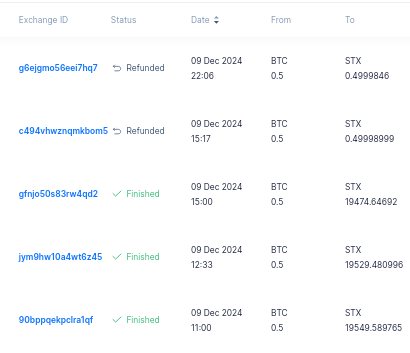 Exchange ID Status Date From To
g6ejgmo56eei7hq7 Refunded 09 Dec 2024 22:06 BTC 0.5 STX 0.4999846
c494vhwznqmkbom5 Refunded 09 Dec 2024 15:17 BTC 0.5 STX 0.49998999
gfnjo50s83rw4qd2 Finished 09 Dec 2024 15:00 BTC 0.5 STX 19474.64692
jym9hw10a4wt6z45 Finished 09 Dec 2024 12:33 BTC 0.5 STX 19529.480996
90bppqekpclra1qf Finished 09 Dec 2024 11:00 BTC 0.5 STX 19549.589765